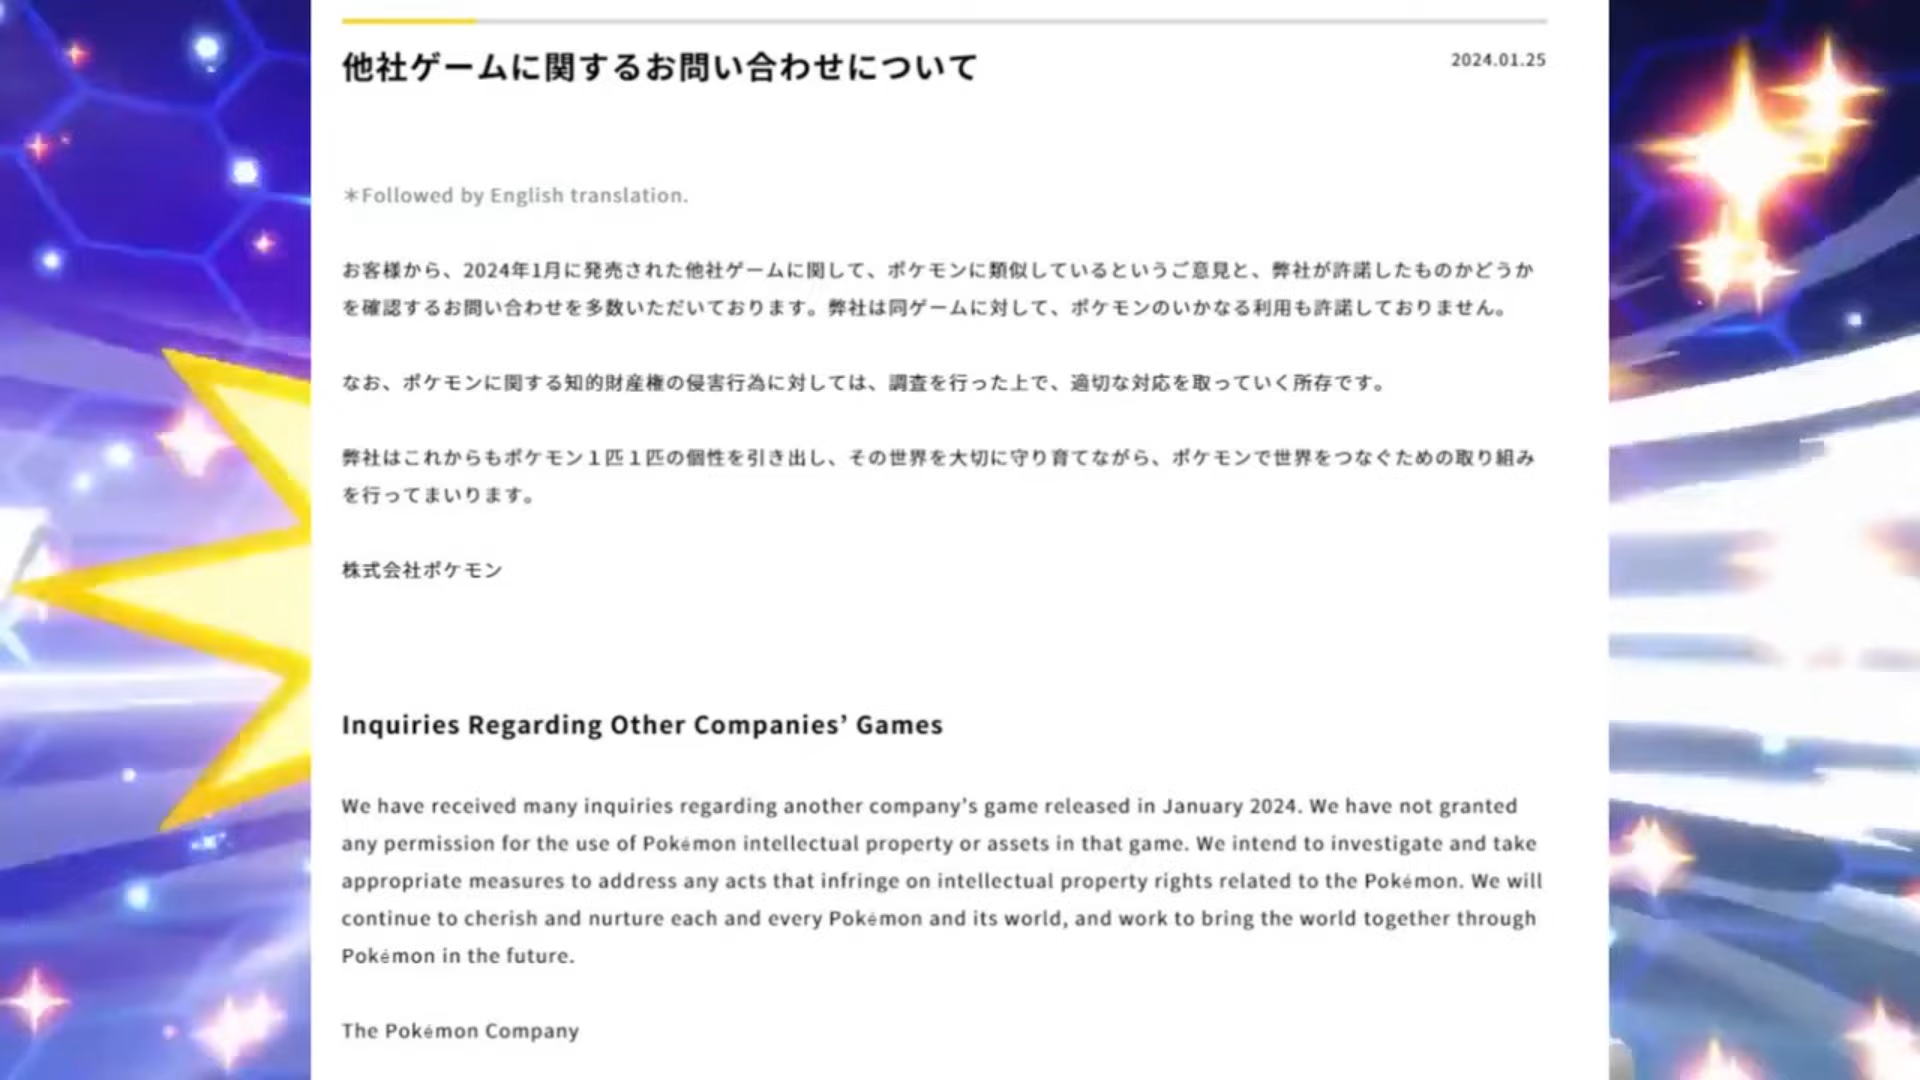 他社ゲームに関するお問い合わせについて
2024.01.25
＊Followed by English translation.
お客様から、2024年1月に発売された他社ゲームに関して、ポケモンに類似しているというご意見と、弊社が許諾したものかどうか
を確認するお問い合わせを多数いただいております。弊社は同ゲームに対して、ポケモンのいかなる利用も許諾しておりません。
なお、ポケモンに関する知的財産権の侵害行為に対しては、調査を行った上で、適切な対応を取っていく所存です。
弊社はこれからもポケモン１匹１匹の個性を引き出し、その世界を大切に守り育てながら、ポケモンで世界をつなぐための取り組み
を行ってまいります。
株式会社ポケモン
Inquiries Regarding Other Companies’ Games
We have received many inquiries regarding another company’s game released in January 2024. We have not granted
any permission for the use of Pokémon intellectual property or assets in that game. We intend to investigate and take
appropriate measures to address any acts that infringe on intellectual property rights related to the Pokémon. We will
continue to cherish and nurture each and every Pokémon and its world, and work to bring the world together through
Pokémon in the future.
The Pokémon Company